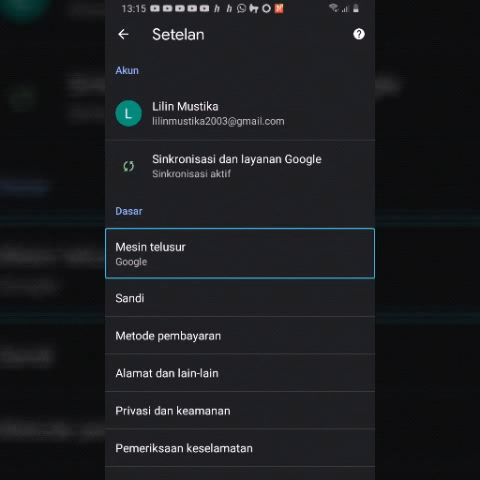 13:15
Setelan
Akun
L
Lilin Mustika
lilinmustika2003@gmail.com
Sinkronisasi dan layanan Google
Sinkronisasi aktif
Dasar
Mesin telusur
Google
Sandi
Metode pembayaran
Alamat dan lain-lain
Privasi dan keamanan
Pemeriksaan keselamatan